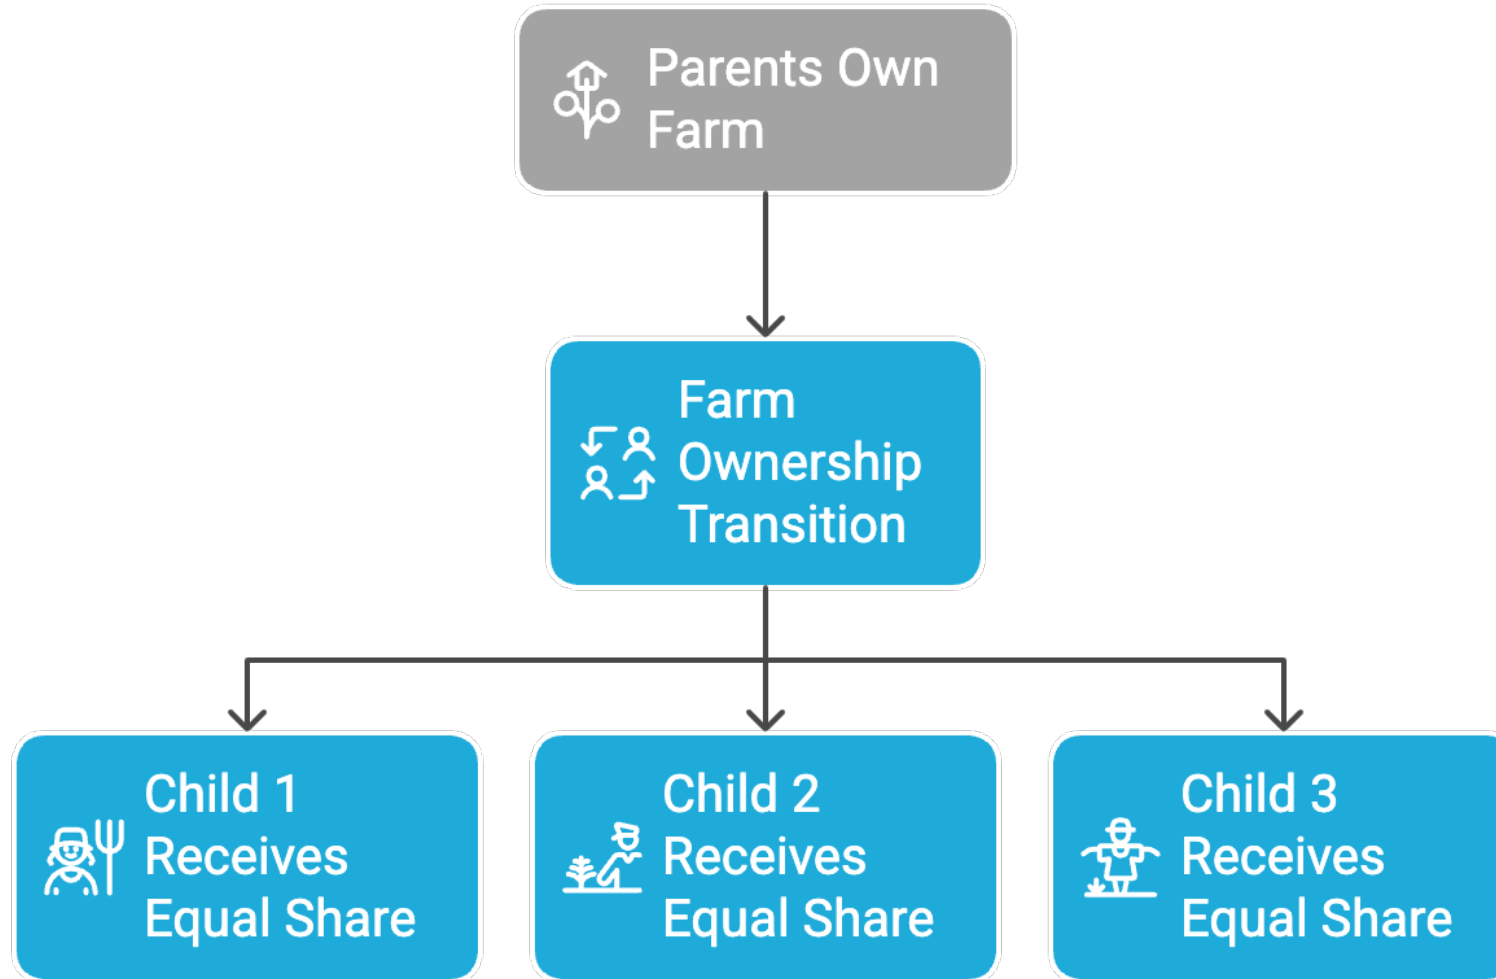 Parents Own
Farm
Farm
Ownership
Transition
Child 1
Receives
Equal Share
Child 2
Receives
Equal Share
Child 3
Receives
Equal Share